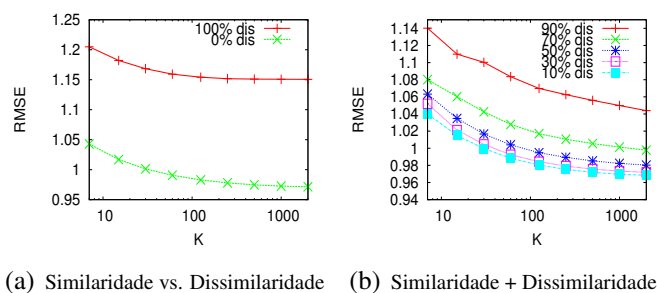 100% dis
0% dis
1.25
1.2
1.15
1.1
1.05
1
0.95
RMSE
10
100
1000
K
90% dis
70% dis
50% dis
30% dis
10% dis
1.14
1.12
1.1
1.08
1.06
1.04
1.02
1
0.98
0.96
0.94
RMSE
10
100
1000
K
(a) Similaridade vs. Dissimilaridade
(b) Similaridade + Dissimilaridade